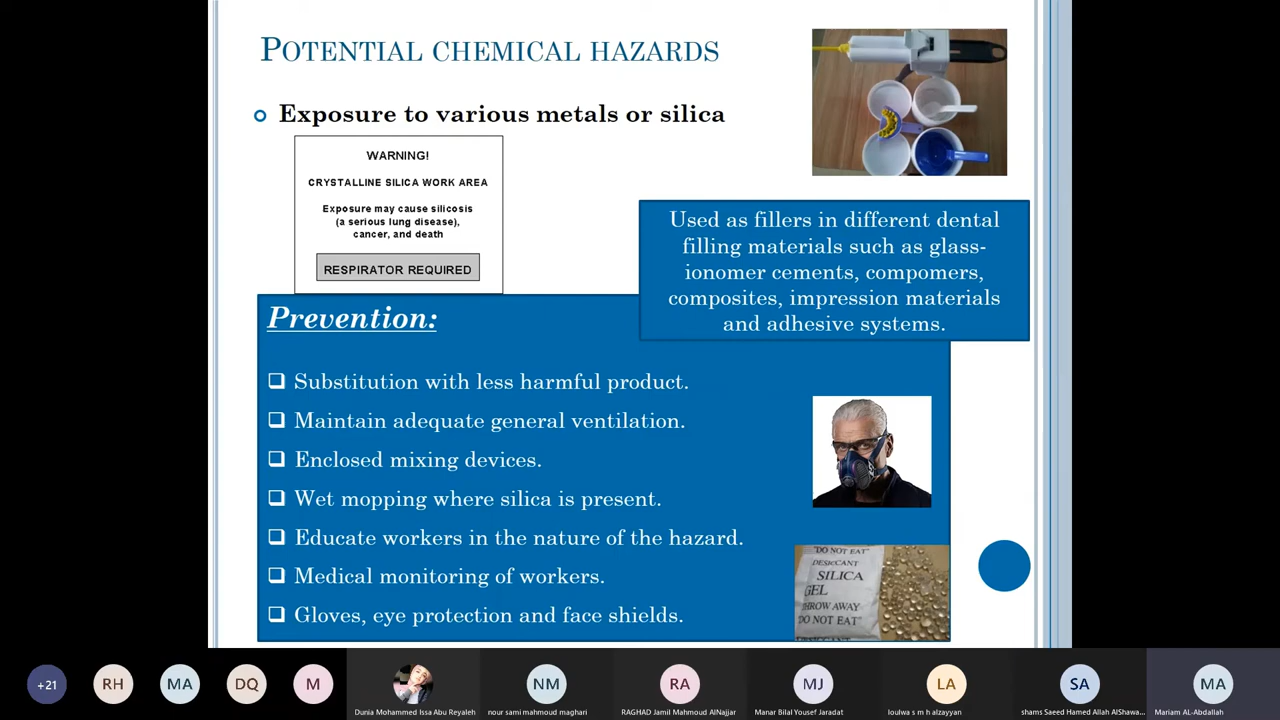 POTENTIAL CHEMICAL HAZARDS
Exposure to various metals or silica
WARNING!
CRYSTALLINE SILICA WORK AREA
Exposure may cause silicosis
(a serious lung disease),
cancer, and death
RESPIRATOR REQUIRED
Used as fillers in different dental
filling materials such as glass-
ionomer cements, compomers,
composites, impression materials
and adhesive systems.
Prevention:
Substitution with less harmful product.
Maintain adequate general ventilation.
Enclosed mixing devices.
Wet mopping where silica is present.
Educate workers in the nature of the hazard.
Medical monitoring of workers.
Gloves, eye protection and face shields.
"DO NOT EAT"
DESICCANT
SILICA
GEL
THROW AWAY
"DO NOT EAT"
+21
RH
MA
DQ
M
Dunia Mohammed Issa Abu Reyaleh
NM
nour sami mahmoud maghari
RA
RAGHAD Jamil Mahmoud AlNajjar
MJ
Manar Bilal Yousef Jaradat
LA
loulwa s m h alzayyan
SA
shams Saeed Hamed Allah AlShawa...
MA
Mariam AL-Abdallah